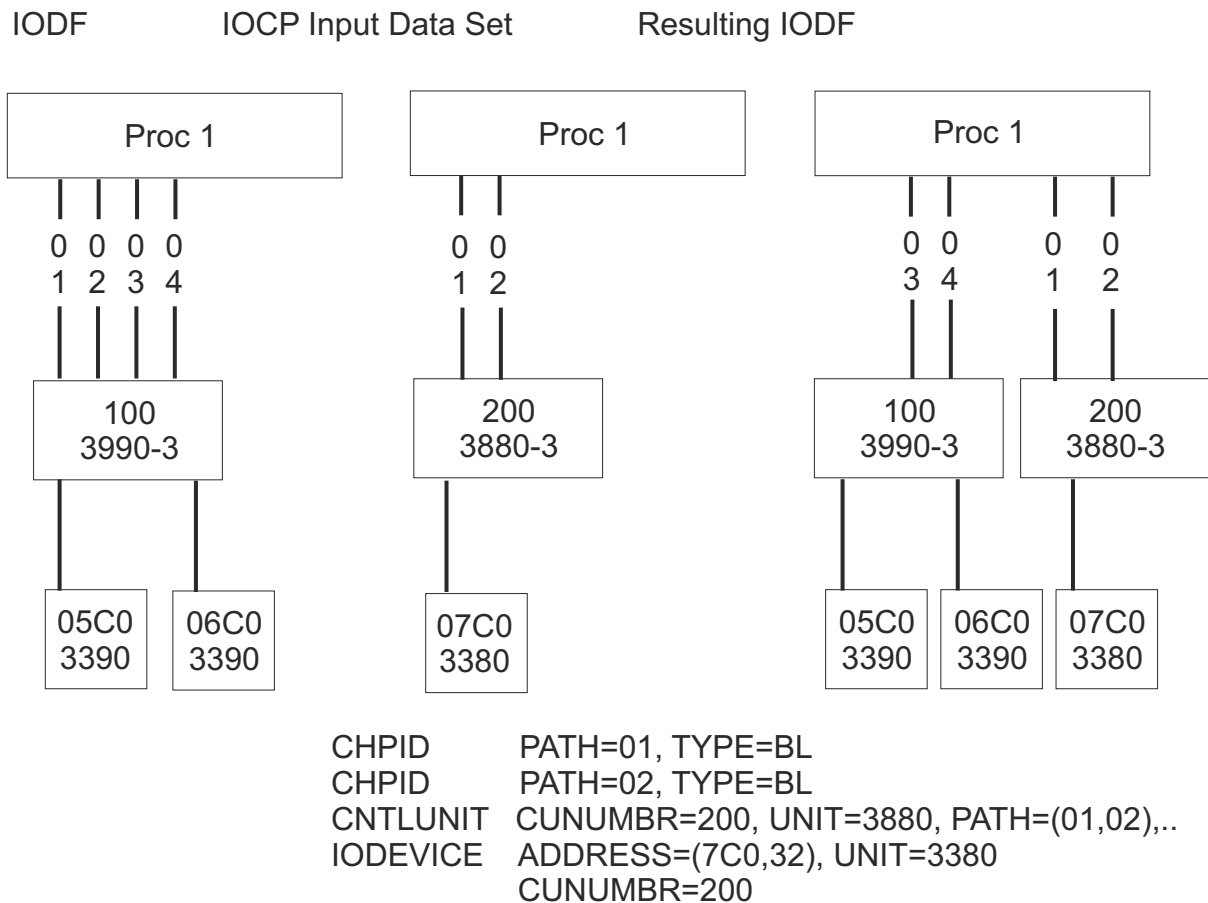 IODF IOCP Input Data Set Resulting IODF
Proc 1 Proc 1 Proc 1
0 0 0 0 0 0 0 0 0 0
1 2 3 4 1 2 3 4 1 2
100 200 100 200
3990-3 3880-3 3990-3 3880-3
05C0 06C0 07C0 05C0 06C0 07C0
3390 3390 3380 3390 3390 3380
CHPID PATH=01, TYPE=BL
CHPID PATH=02, TYPE=BL
CNTLUNIT CUNUMBR=200, UNIT=3880, PATH=(01,02),..
IODEVICE ADDRESS=(7C0,32), UNIT=3380
CUNUMBR=200